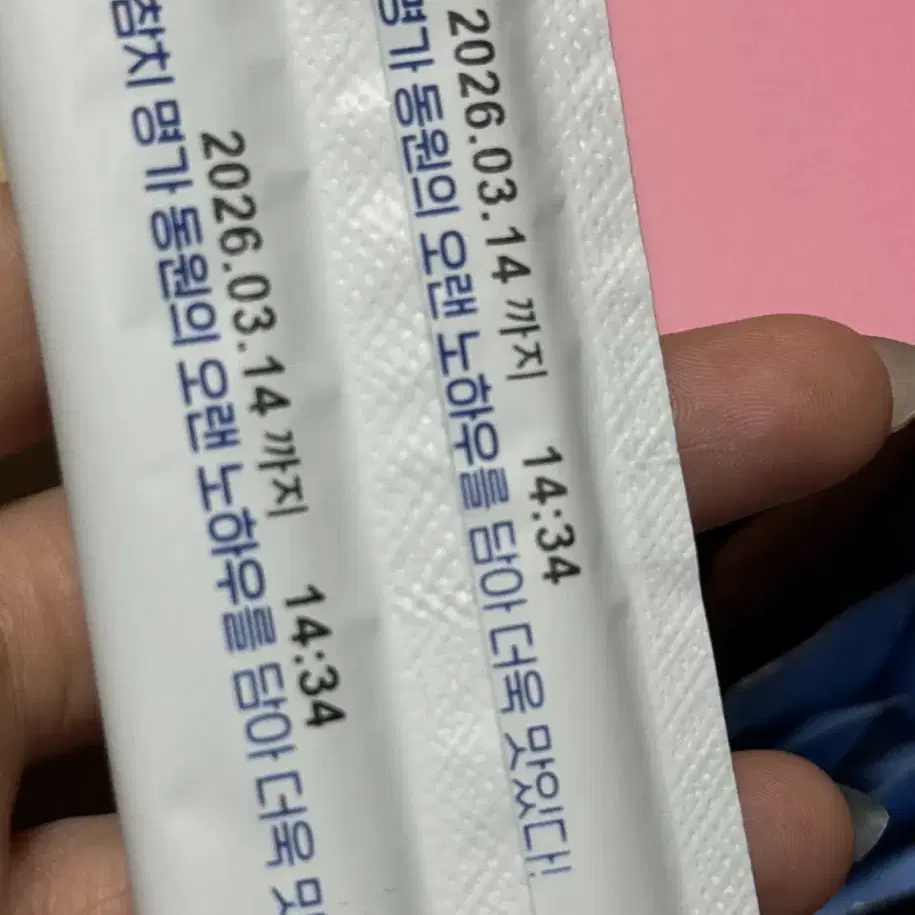 참치 명가 동원의 오랜 노하우를 담아 더욱
2026.03.14 까지 14:34
명가 동원의 오랜 노하우를 담아 더욱 맛있다!
2026.03.14 까지 14:34